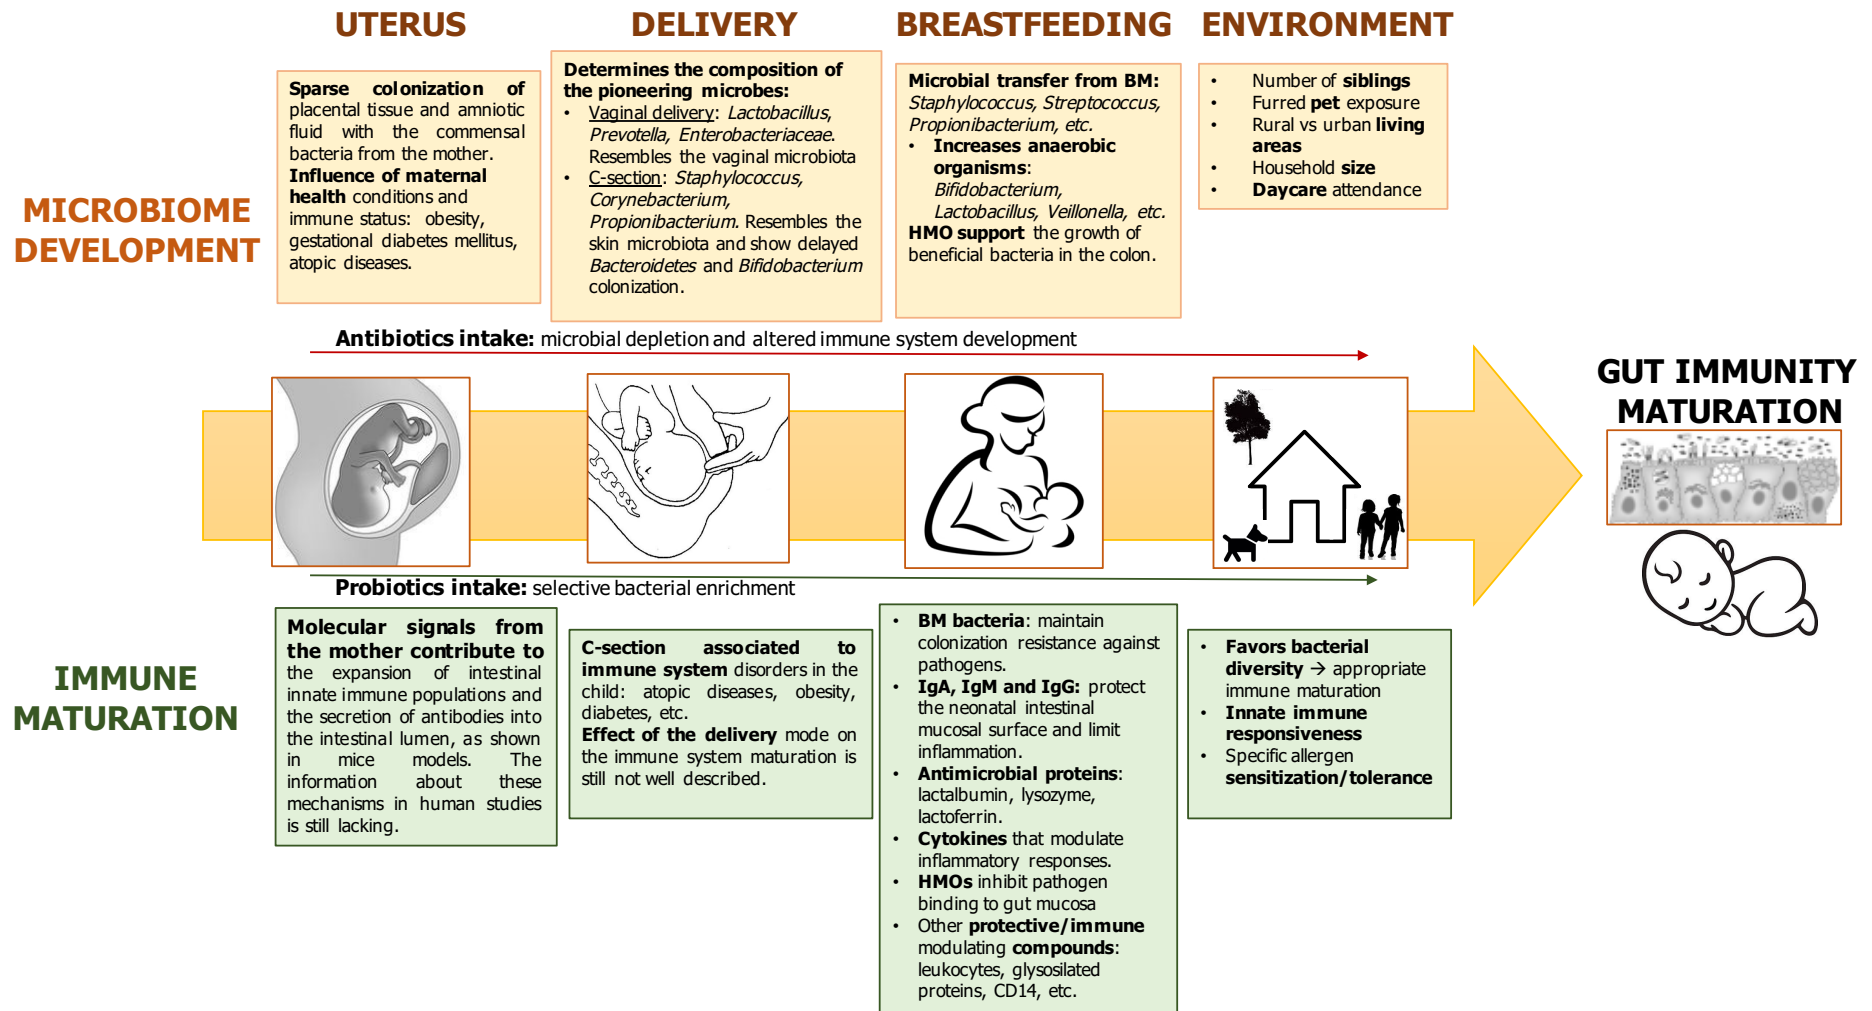 UTERUS
DELIVERY
BREASTFEEDING
ENVIRONMENT
MICROBIOME
DEVELOPMENT
Sparse colonization of
placental tissue and amniotic
fluid with the commensal
bacteria from the mother.
Influence of maternal
health conditions and
immune status: obesity,
gestational diabetes mellitus,
atopic diseases.
Determines the composition of
the pioneering microbes:
• Vaginal delivery: Lactobacillus,
Prevotella, Enterobacteriaceae.
Resembles the vaginal microbiota
• C-section: Staphylococcus,
Corynebacterium,
Propionibacterium. Resembles the
skin microbiota and show delayed
Bacteroidetes and Bifidobacterium
colonization.
Microbial transfer from BM:
Staphylococcus, Streptococcus,
Propionibacterium, etc.
• Increases anaerobic
organisms:
Bifidobacterium,
Lactobacillus, Veillonella, etc.
HMO support the growth of
beneficial bacteria in the colon.
• Number of siblings
• Furred pet exposure
• Rural vs urban living
areas
• Household size
• Daycare attendance
Antibiotics intake: microbial depletion and altered immune system development
GUT IMMUNITY
MATURATION
Probiotics intake: selective bacterial enrichment
IMMUNE
MATURATION
Molecular signals from
the mother contribute to
the expansion of intestinal
innate immune populations and
the secretion of antibodies into
the intestinal lumen, as shown
in mice models. The
information about these
mechanisms in human studies
is still lacking.
C-section associated to
immune system disorders in the
child: atopic diseases, obesity,
diabetes, etc.
Effect of the delivery mode on
the immune system maturation is
still not well described.
• BM bacteria: maintain
colonization resistance against
pathogens.
• IgA, IgM and IgG: protect
the neonatal intestinal
mucosal surface and limit
inflammation.
• Antimicrobial proteins:
lactalbumin, lysozyme,
lactoferrin.
• Cytokines that modulate
inflammatory responses.
• HMOs inhibit pathogen
binding to gut mucosa
• Other protective/immune
modulating compounds:
leukocytes, glysosilated
proteins, CD14, etc.
• Favors bacterial
diversity → appropriate
immune maturation
• Innate immune
responsiveness
• Specific allergen
sensitization/tolerance